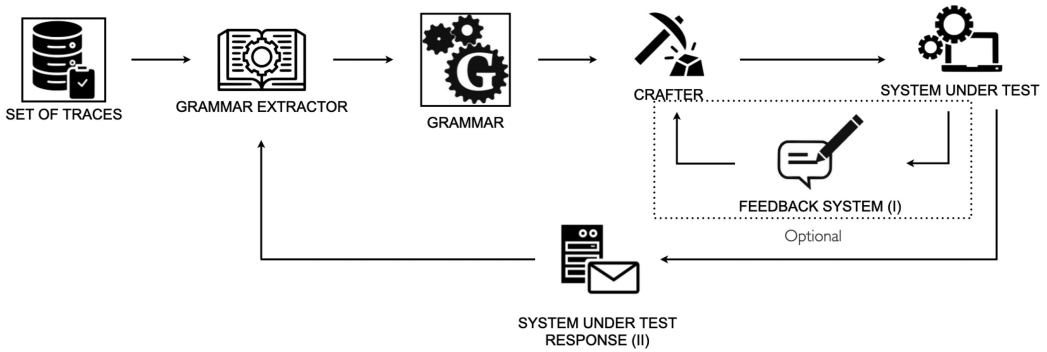 SET OF TRACES
GRAMMAR EXTRACTOR
G
GRAMMAR
CRAFTER
SYSTEM UNDER TEST
FEEDBACK SYSTEM (I)
Optional
SYSTEM UNDER TEST
RESPONSE (II)